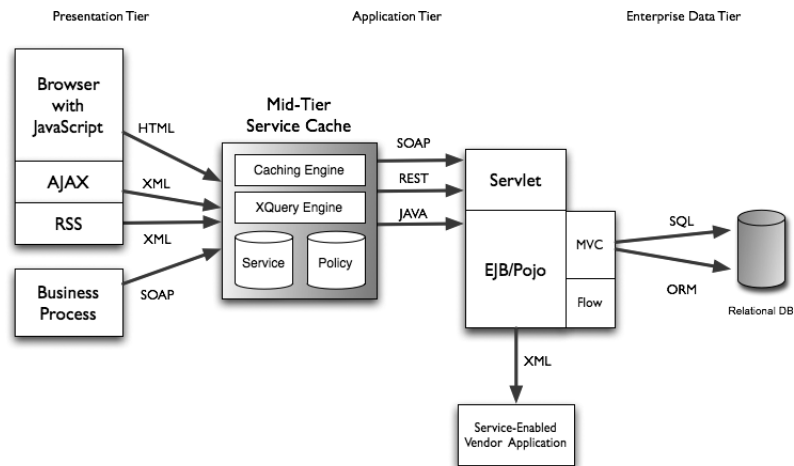 Presentation Tier
Application Tier
Enterprise Data Tier
Browser
with
JavaScript
AJAX
RSS
Business
Process
HTML
XML
XML
SOAP
Mid-Tier
Service Cache
Caching Engine
XQuery Engine
Service
Policy
SOAP
REST
JAVA
Servlet
EJB/Pojo
MVC
Flow
SQL
ORM
Relational DB
XML
Service-Enabled
Vendor Application